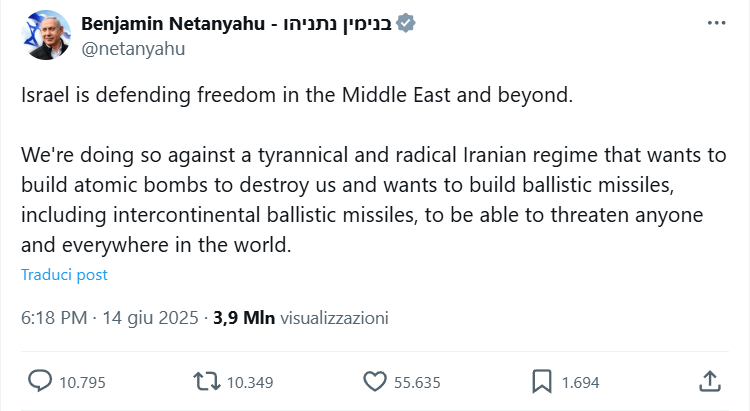 Benjamin Netanyahu - בנימין נתניהו
@netanyahu
Israel is defending freedom in the Middle East and beyond.
We're doing so against a tyrannical and radical Iranian regime that wants to
build atomic bombs to destroy us and wants to build ballistic missiles,
including intercontinental ballistic missiles, to be able to threaten anyone
and everywhere in the world.
Traduci post
6:18 PM · 14 giu 2025 · 3,9 Mln visualizzazioni
10.795 10.349 55.635 1.694